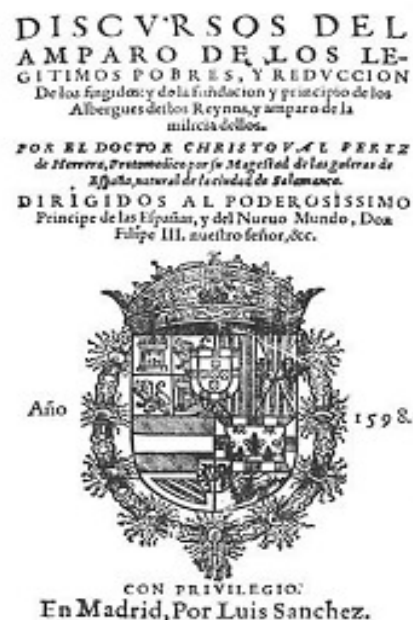 DISCVRSOS DEL
AMPARO DE LOS LE-
GITIMOS POBRES, Y REDVCCION
De los fingidos: y de la fundacion y principio de los
Albergues destos Reynos, y amparo de la
milicia dellos.
POR EL DOCTOR CHRISTOVAL PEREZ
de Herrera, Protomedico por su Magestad de las galeras de
España, natural de la ciudad de Salamanca.
DIRIGIDOS AL PODEROSISSIMO
Principe de las Españas, y del Nueuo Mundo, Don
Filipe III. nuestro señor, &c.
Año 1598.
CON PRIVILEGIO.
En Madrid, Por Luis Sanchez.